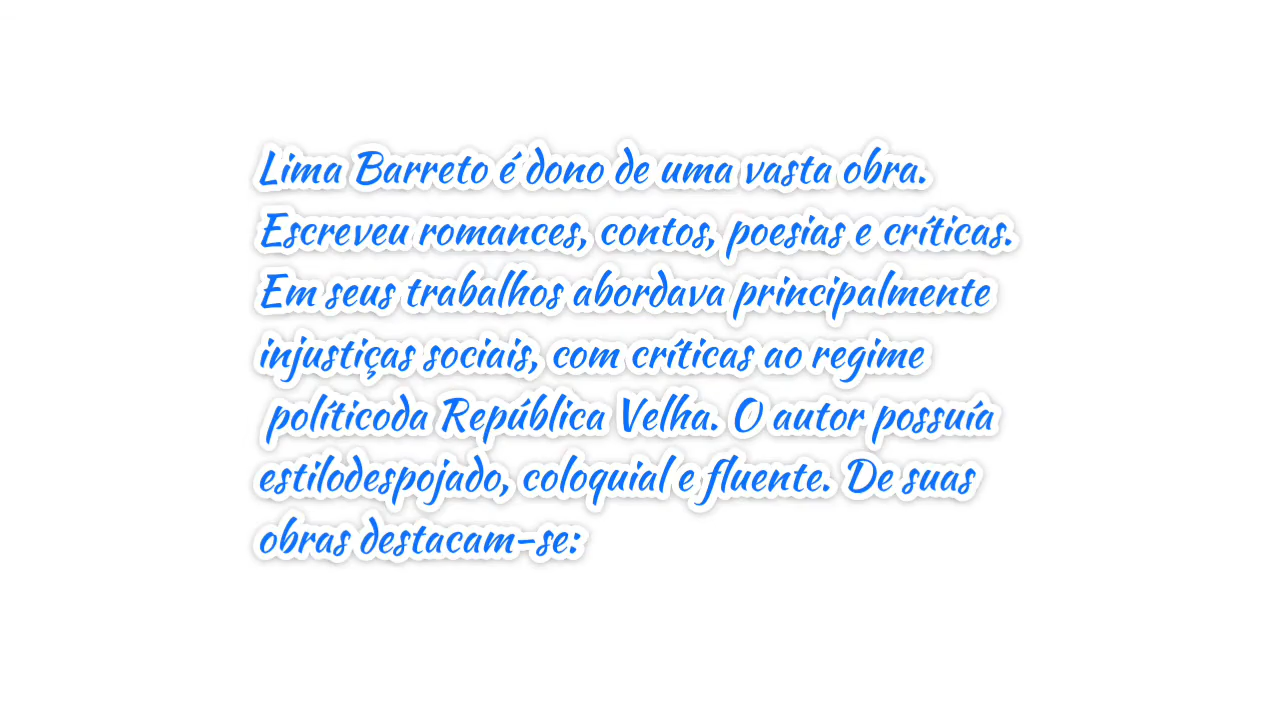 Lima Barreto é dono de uma vasta obra.
Escreveu romances, contos, poesias e críticas.
Em seus trabalhos abordava principalmente
injustiças sociais, com críticas ao regime
políticoda República Velha. O autor possuía
estilodespojado, coloquial e fluente. De suas
obras destacam-se: